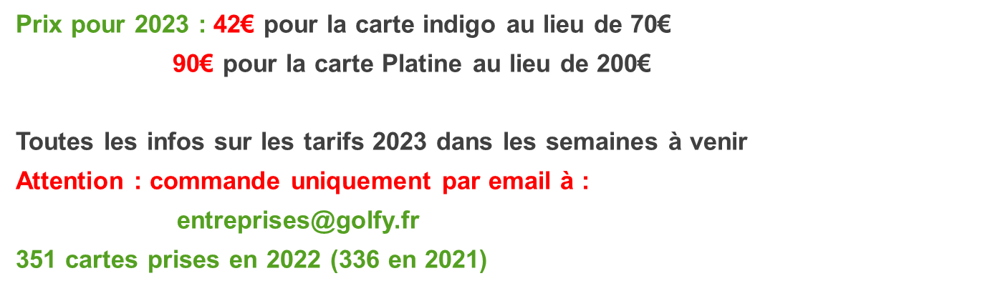 Prix pour 2023 : 42€ pour la carte indigo au lieu de 70€
90€ pour la carte Platine au lieu de 200€
Toutes les infos sur les tarifs 2023 dans les semaines à venir
Attention : commande uniquement par email à :
entreprises@golfy.fr
351 cartes prises en 2022 (336 en 2021)